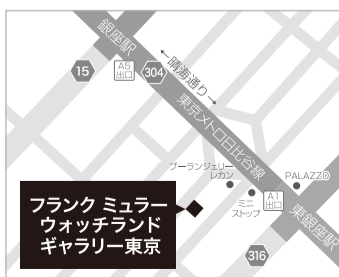 銀座駅
A5
出口
15
304
←晴海通り→
東京メトロ日比谷線
ブーランジェリー
レカン
ミニ
ストップ
A1
出口
PALAZZO
東銀座駅
フランク ミュラー
ウォッチランド
ギャラリー東京
316